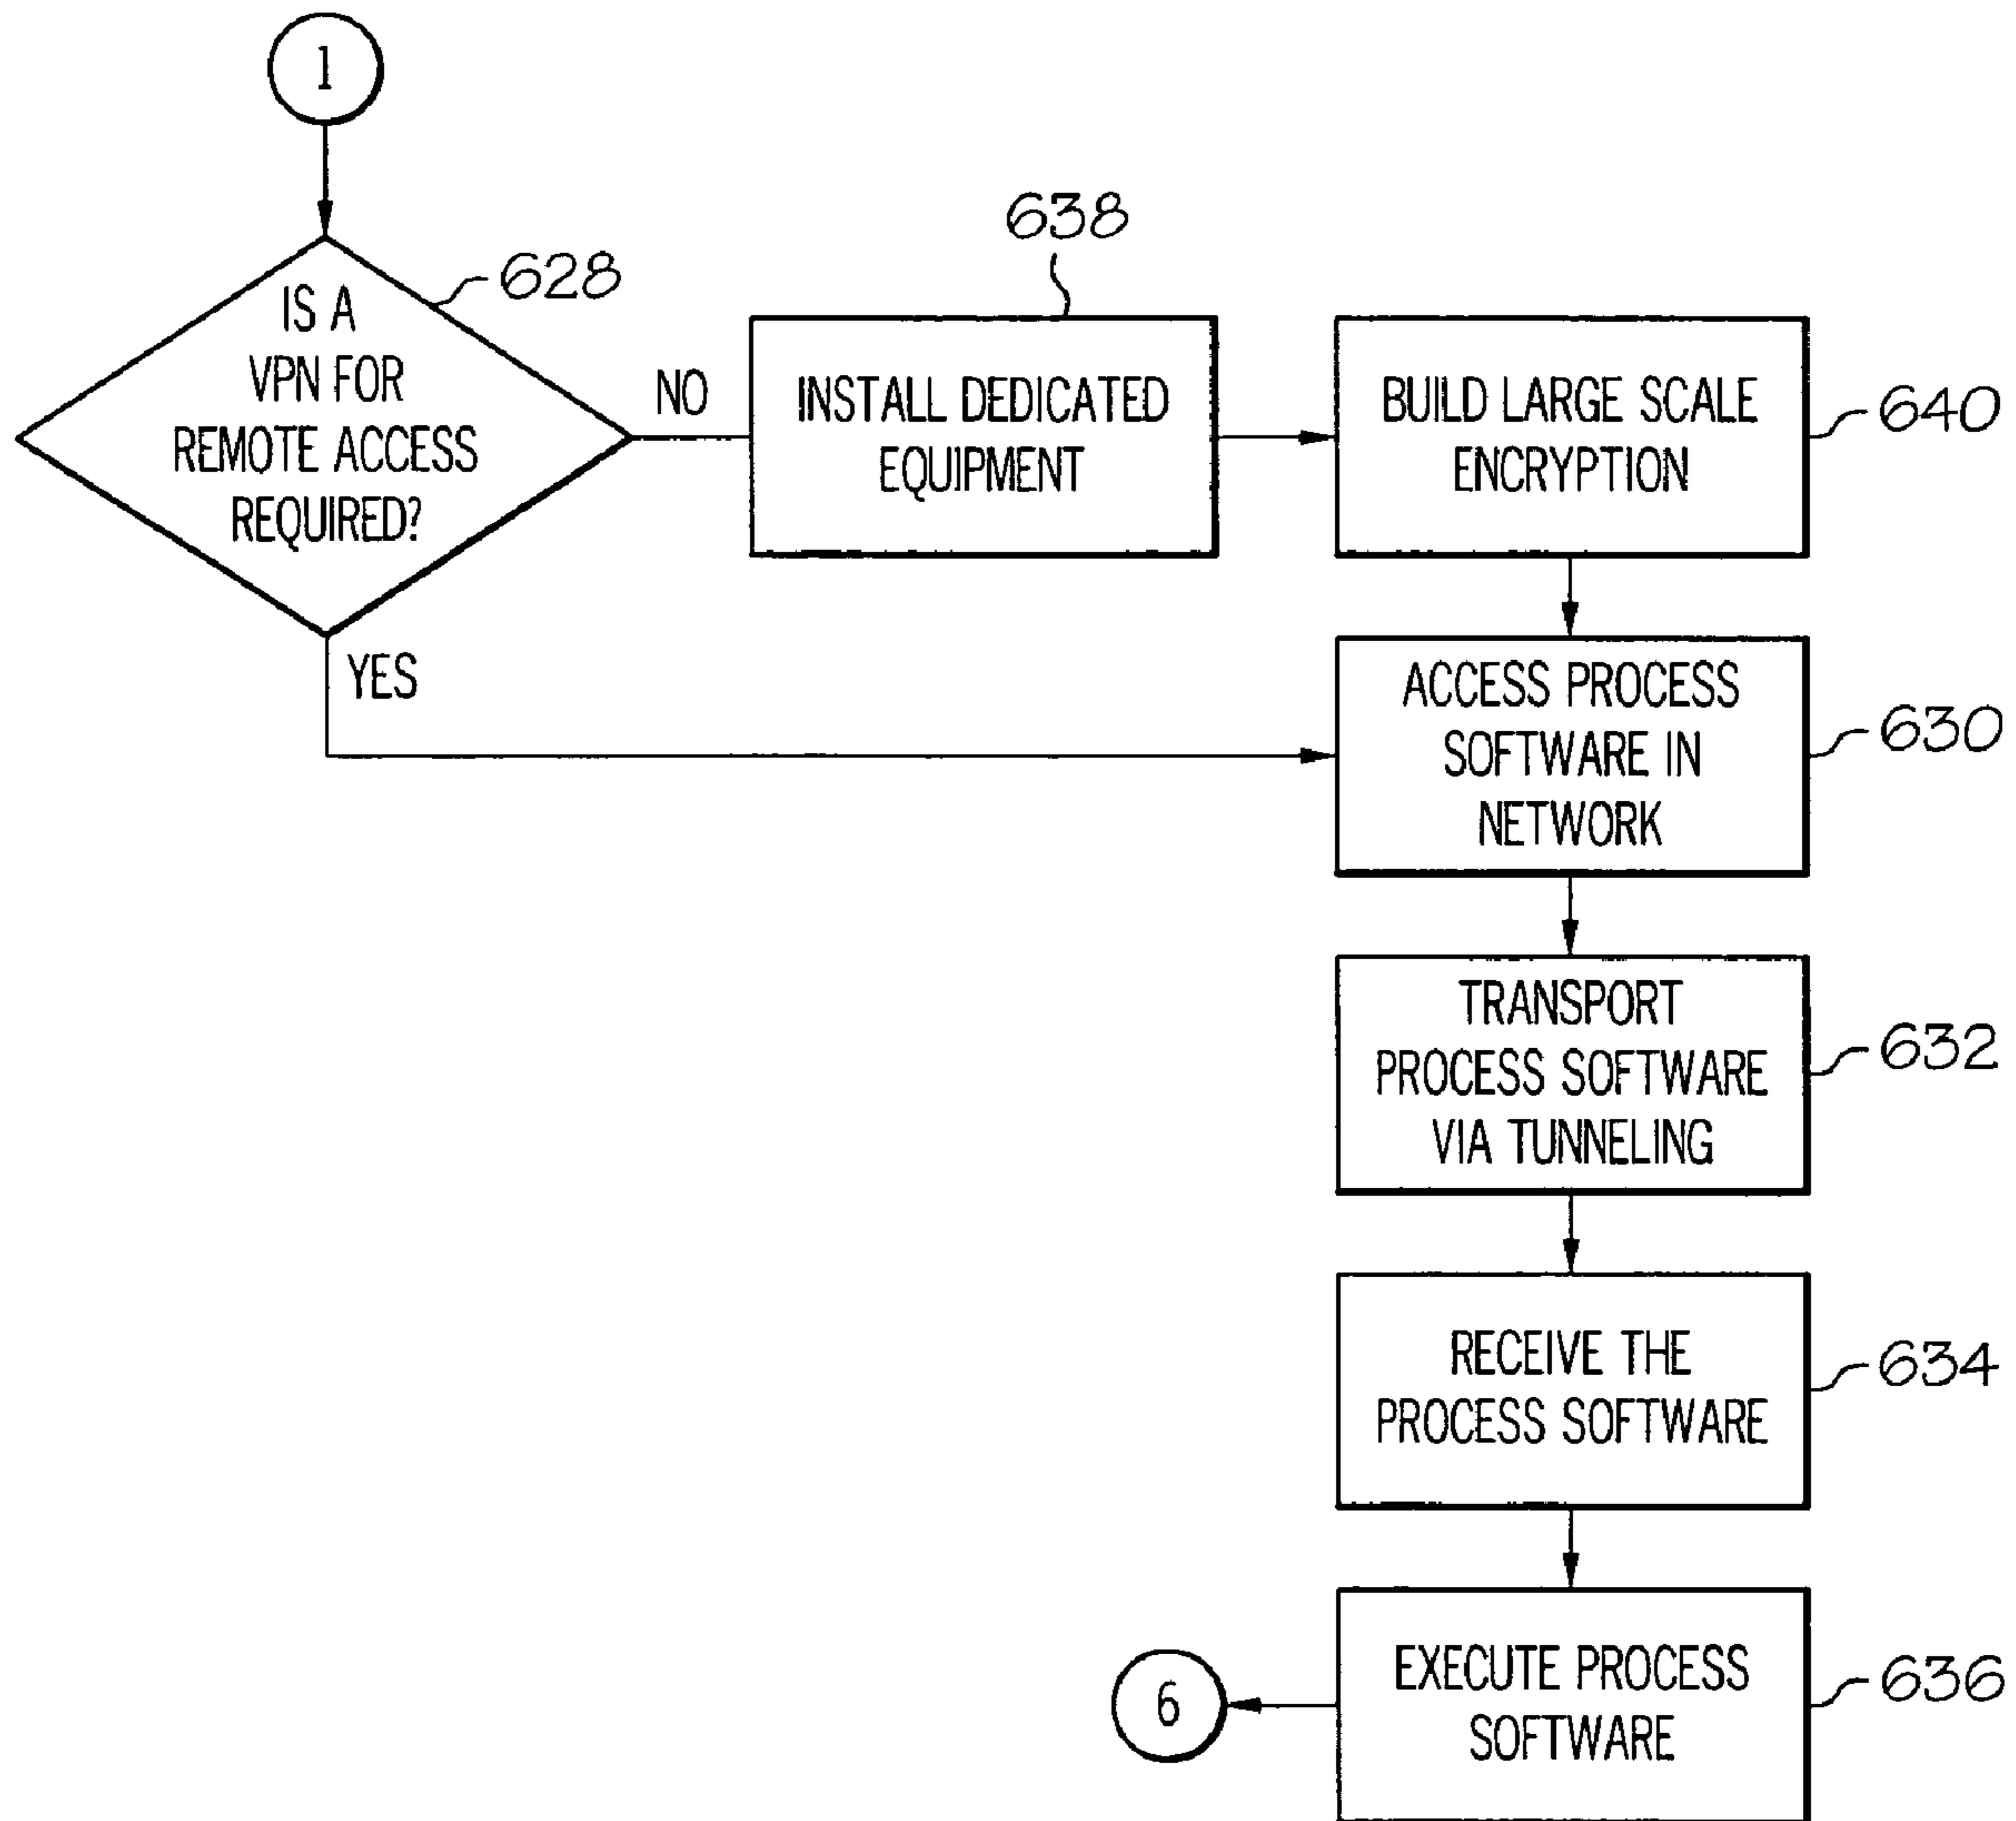 1
IS A
VPN FOR
REMOTE ACCESS
REQUIRED?
628
NO
YES
638
INSTALL DEDICATED
EQUIPMENT
BUILD LARGE SCALE
ENCRYPTION
640
ACCESS PROCESS
SOFTWARE IN
NETWORK
630
TRANSPORT
PROCESS SOFTWARE
VIA TUNNELING
632
RECEIVE THE
PROCESS SOFTWARE
634
EXECUTE PROCESS
SOFTWARE
636
6